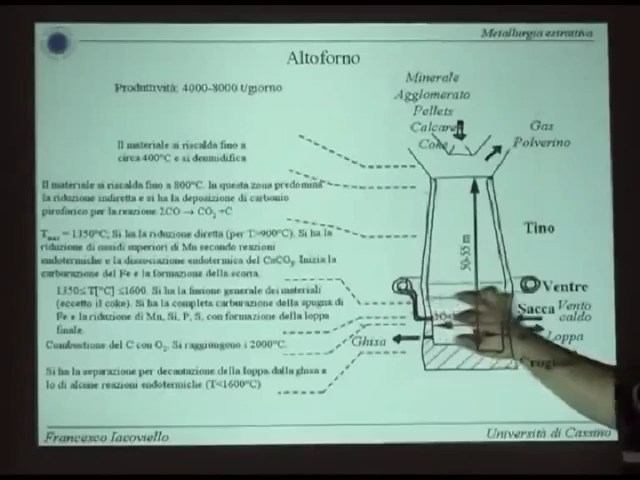 Metallurgia estrattiva
Altoforno
Produttività: 4000-8000 t/giorno
Minerale
Agglomerato
Pellets
Calcare
Coke
Gas
Polverino
Il materiale si riscalda fino a
circa 400°C e si deumidifica
Il materiale si riscalda fino a 800°C. In questa zona predomina
la riduzione indiretta e si ha la deposizione di carbonio
piroforico per la reazione 2CO → CO2 +C
Tmax = 1350°C; Si ha la riduzione diretta (per T>900°C). Si ha la
riduzione di ossidi superiori di Mn secondo reazioni
endotermiche e la dissociazione endotermica del CaCO3. Inizia la
carburazione del Fe e la formazione della scoria.
1350≤T[°C] ≤1600. Si ha la fusione generale dei materiali
(eccetto il coke). Si ha la completa carburazione della spugna di
Fe e la riduzione di Mn, Si, P, S, con formazione della loppa
finale.
Combustione del C con O2. Si raggiungono i 2000°C.
Si ha la separazione per decantazione della loppa dalla ghisa e
lo di alcune reazioni endotermiche (T<1600°C)
Tino
50-55 m
Ventre
Sacca
Vento
caldo
Loppa
Ghisa
Francesco Iacoviello
Università di Cassino